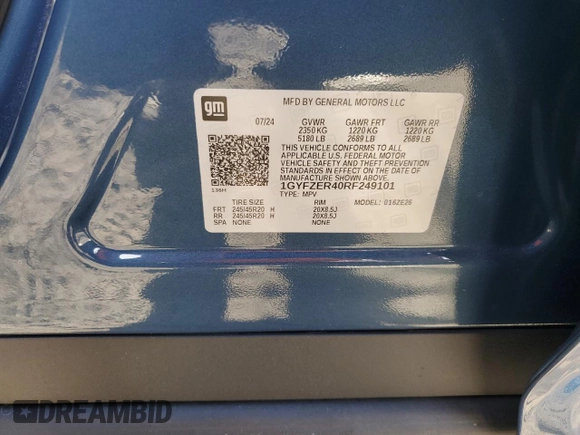 gm
MFD BY GENERAL MOTORS LLC
07/24 GVWR GAWR FRT GAWR RR
2350 KG 1220 KG 1220 KG
5180 LB 2689 LB 2689 LB
THIS VEHICLE CONFORMS TO ALL
APPLICABLE U.S. FEDERAL MOTOR
VEHICLE SAFETY AND THEFT PREVENTION
STANDARDS IN EFFECT ON THE DATE OF
MANUFACTURE SHOWN ABOVE.
1GYFZER40RF249101
TYPE: MPV MODEL: 016ZE26
TIRE SIZE RIM
FRT 245/45R20 H 20X8.5J
RR 245/45R20 H 20X8.5J
SPA NONE NONE
DREAMBID